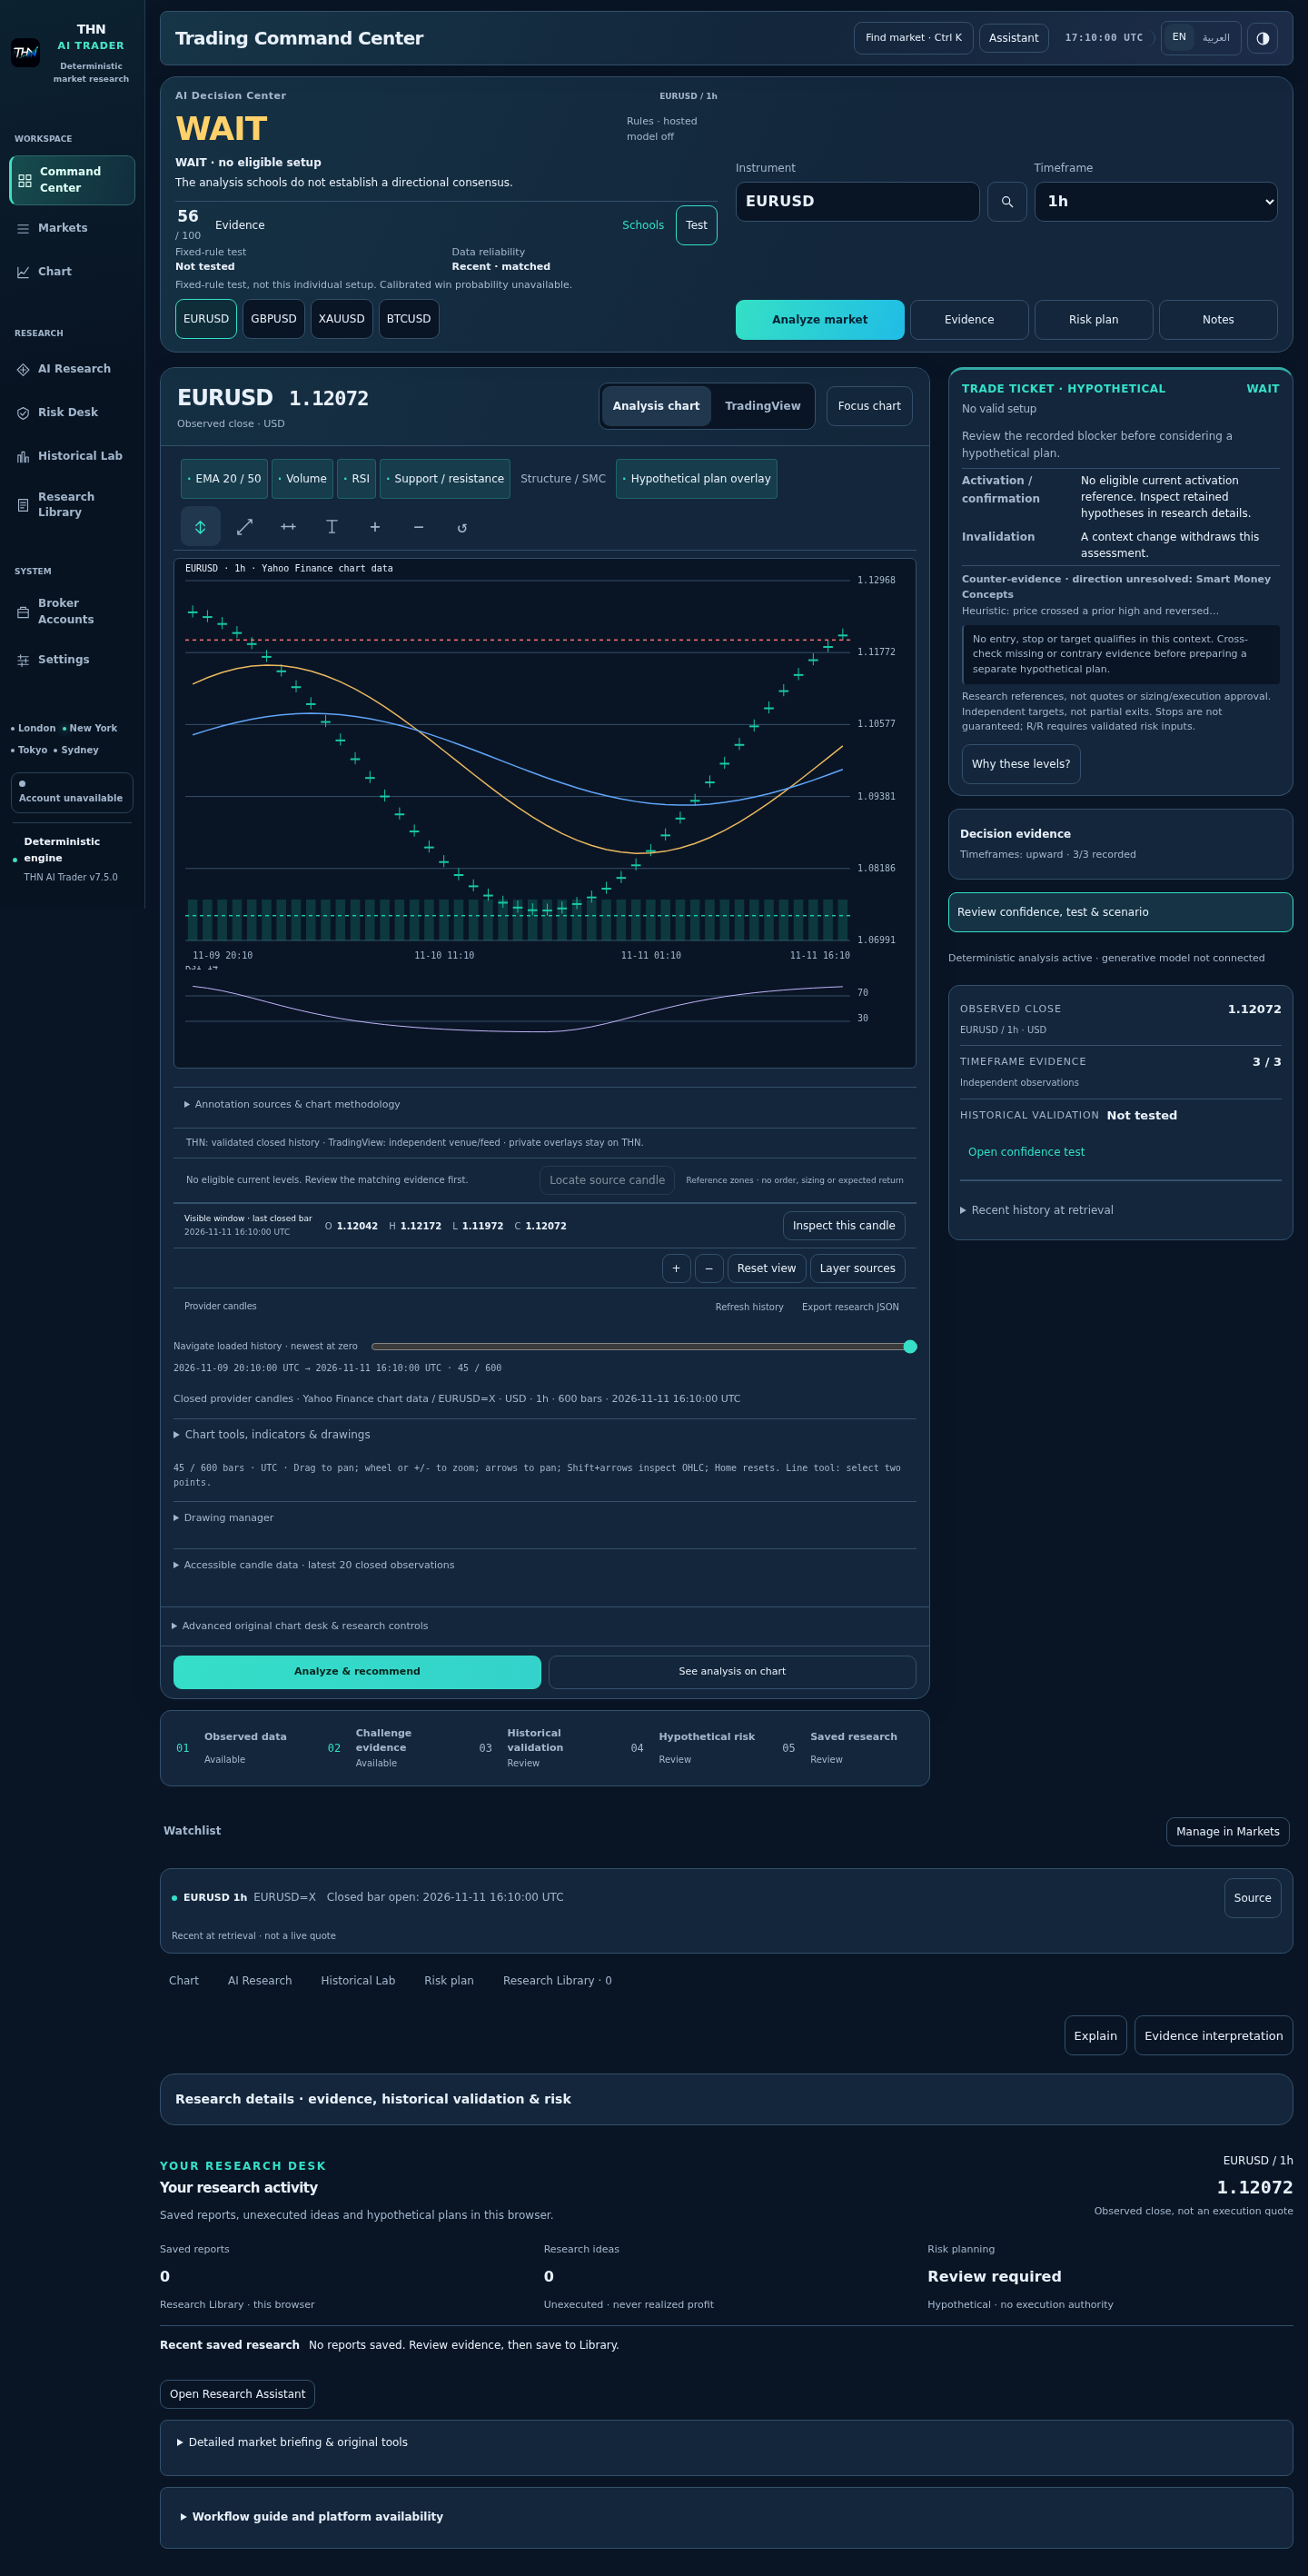 THN
AI TRADER
Deterministic
market research
WORKSPACE
Command
Center
Markets
Chart
RESEARCH
AI Research
Risk Desk
Historical Lab
Research
Library
SYSTEM
Broker
Accounts
Settings
London New York
Tokyo Sydney
Account unavailable
Deterministic
engine
THN AI Trader v7.5.0
Trading Command Center
Find market · Ctrl K
Assistant
17:10:00 UTC
EN
العربية
AI Decision Center
EURUSD / 1h
WAIT
Rules · hosted
model off
WAIT · no eligible setup
The analysis schools do not establish a directional consensus.
56
/ 100
Evidence
Schools
Test
Fixed-rule test
Not tested
Data reliability
Recent · matched
Fixed-rule test, not this individual setup. Calibrated win probability unavailable.
EURUSD
GBPUSD
XAUUSD
BTCUSD
Instrument
EURUSD
Timeframe
1h
Analyze market
Evidence
Risk plan
Notes
EURUSD 1.12072
Observed close · USD
Analysis chart
TradingView
Focus chart
EMA 20 / 50
Volume
RSI
Support / resistance
Structure / SMC
Hypothetical plan overlay
+
−
↺
EURUSD · 1h · Yahoo Finance chart data
1.12968
1.11772
1.10577
1.09381
1.08186
1.06991
11-09 20:10
11-10 11:10
11-11 01:10
11-11 16:10
70
30
Annotation sources & chart methodology
THN: validated closed history · TradingView: independent venue/feed · private overlays stay on THN.
No eligible current levels. Review the matching evidence first.
Locate source candle
Reference zones · no order, sizing or expected return
Visible window · last closed bar
2026-11-11 16:10:00 UTC
O 1.12042 H 1.12172 L 1.11972 C 1.12072
Inspect this candle
+
−
Reset view
Layer sources
Provider candles
Refresh history
Export research JSON
Navigate loaded history · newest at zero
2026-11-09 20:10:00 UTC → 2026-11-11 16:10:00 UTC · 45 / 600
Closed provider candles · Yahoo Finance chart data / EURUSD=X · USD · 1h · 600 bars · 2026-11-11 16:10:00 UTC
Chart tools, indicators & drawings
45 / 600 bars · UTC · Drag to pan; wheel or +/- to zoom; arrows to pan; Shift+arrows inspect OHLC; Home resets. Line tool: select two
points.
Drawing manager
Accessible candle data · latest 20 closed observations
Advanced original chart desk & research controls
Analyze & recommend
See analysis on chart
01 Observed data
Available
02 Challenge
evidence
Available
03 Historical
validation
Review
04 Hypothetical risk
Review
05 Saved research
Review
TRADE TICKET · HYPOTHETICAL
WAIT
No valid setup
Review the recorded blocker before considering a
hypothetical plan.
Activation /
confirmation
No eligible current activation
reference. Inspect retained
hypotheses in research details.
Invalidation
A context change withdraws this
assessment.
Counter-evidence · direction unresolved: Smart Money
Concepts
Heuristic: price crossed a prior high and reversed…
No entry, stop or target qualifies in this context. Cross-
check missing or contrary evidence before preparing a
separate hypothetical plan.
Research references, not quotes or sizing/execution approval.
Independent targets, not partial exits. Stops are not
guaranteed; R/R requires validated risk inputs.
Why these levels?
Decision evidence
Timeframes: upward · 3/3 recorded
Review confidence, test & scenario
Deterministic analysis active · generative model not connected
OBSERVED CLOSE
1.12072
EURUSD / 1h · USD
TIMEFRAME EVIDENCE
3 / 3
Independent observations
HISTORICAL VALIDATION Not tested
Open confidence test
Recent history at retrieval
Watchlist
Manage in Markets
EURUSD 1h EURUSD=X Closed bar open: 2026-11-11 16:10:00 UTC
Source
Recent at retrieval · not a live quote
Chart
AI Research
Historical Lab
Risk plan
Research Library · 0
Explain
Evidence interpretation
Research details · evidence, historical validation & risk
YOUR RESEARCH DESK
Your research activity
Saved reports, unexecuted ideas and hypothetical plans in this browser.
EURUSD / 1h
1.12072
Observed close, not an execution quote
Saved reports
0
Research Library · this browser
Research ideas
0
Unexecuted · never realized profit
Risk planning
Review required
Hypothetical · no execution authority
Recent saved research No reports saved. Review evidence, then save to Library.
Open Research Assistant
Detailed market briefing & original tools
Workflow guide and platform availability